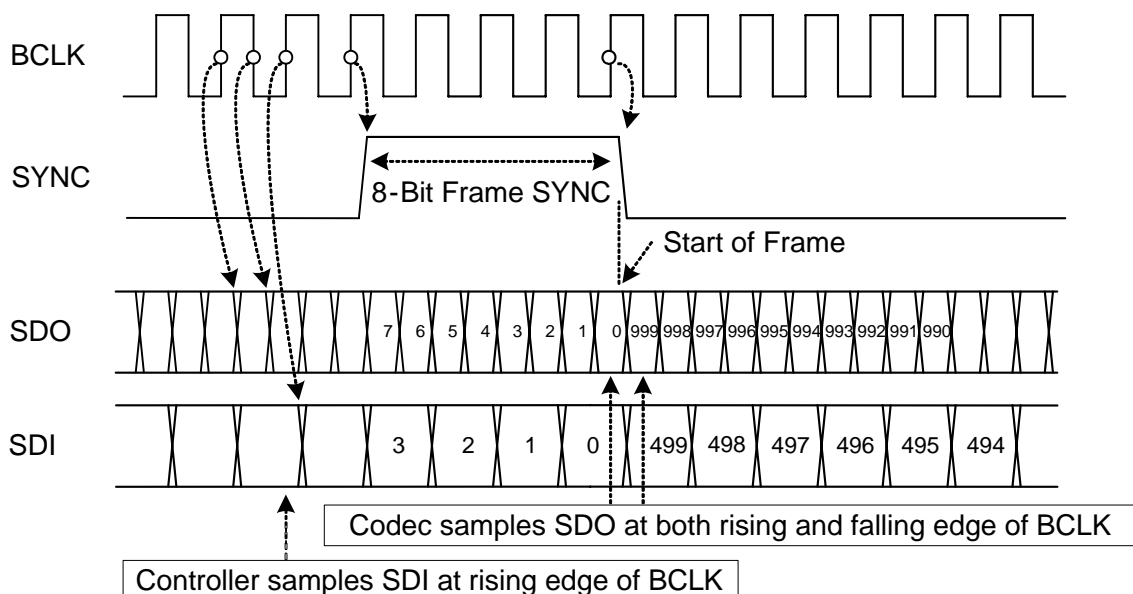 BCLK
SYNC
8-Bit Frame SYNC
Start of Frame
SDO
7 6 5 4 3 2 1 0 999 998 997 996 995 994 993 992 991 990
SDI
3 2 1 0 499 498 497 496 495 494
Codec samples SDO at both rising and falling edge of BCLK
Controller samples SDI at rising edge of BCLK